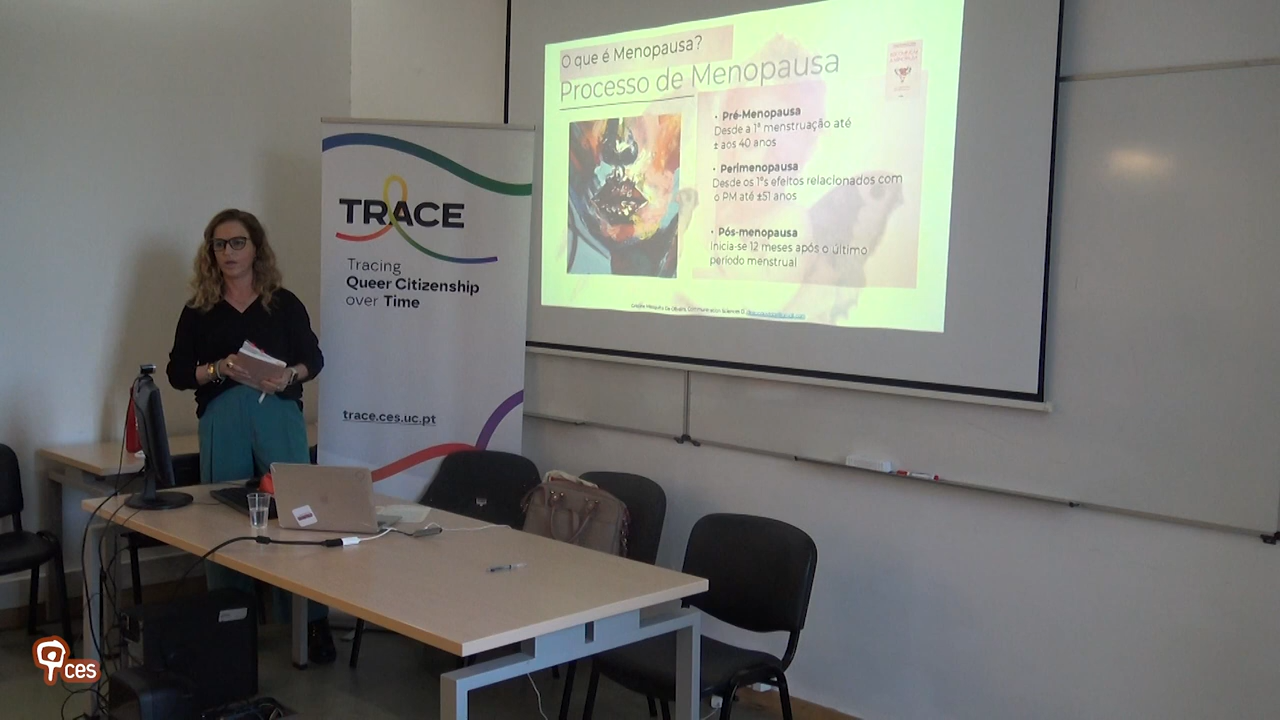 O que é Menopausa?
Processo de Menopausa
• Pré-Menopausa
Desde a 1ª menstruação até
± aos 40 anos
• Perimenopausa
Desde os 1ºs efeitos relacionados com
o PM até ±51 anos
• Pós-menopausa
Inicia-se 12 meses após o último
período menstrual
TRACE
Tracing
Queer Citizenship
over Time
trace.ces.uc.pt
ces